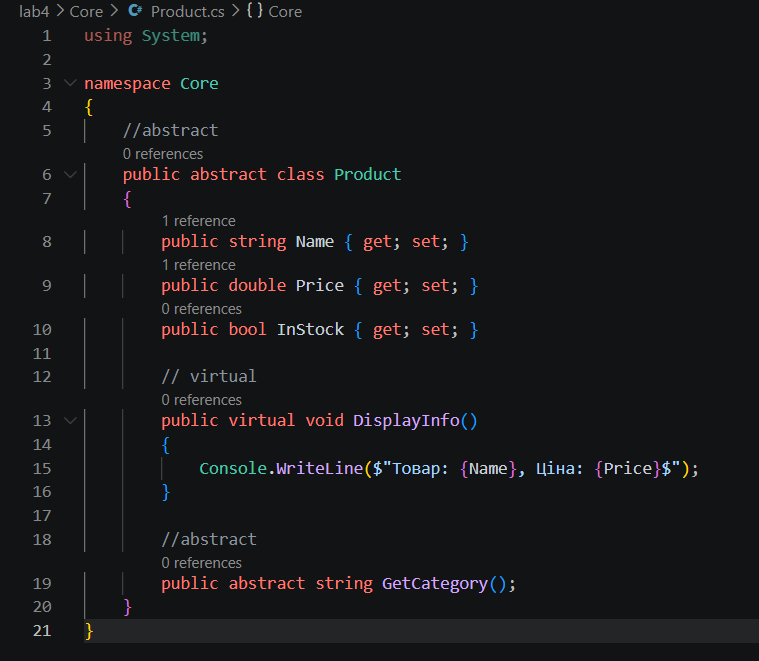 lab4 > Core > C# Product.cs > {} Core
1 using System;
2
3 namespace Core
4 {
5     //abstract
0 references
6     public abstract class Product
7     {
1 reference
8         public string Name { get; set; }
1 reference
9         public double Price { get; set; }
0 references
10         public bool InStock { get; set; }
11
12         // virtual
0 references
13         public virtual void DisplayInfo()
14         {
15             Console.WriteLine($"Товар: {Name}, Ціна: {Price}$");
16         }
17
18         //abstract
0 references
19         public abstract string GetCategory();
20     }
21 }